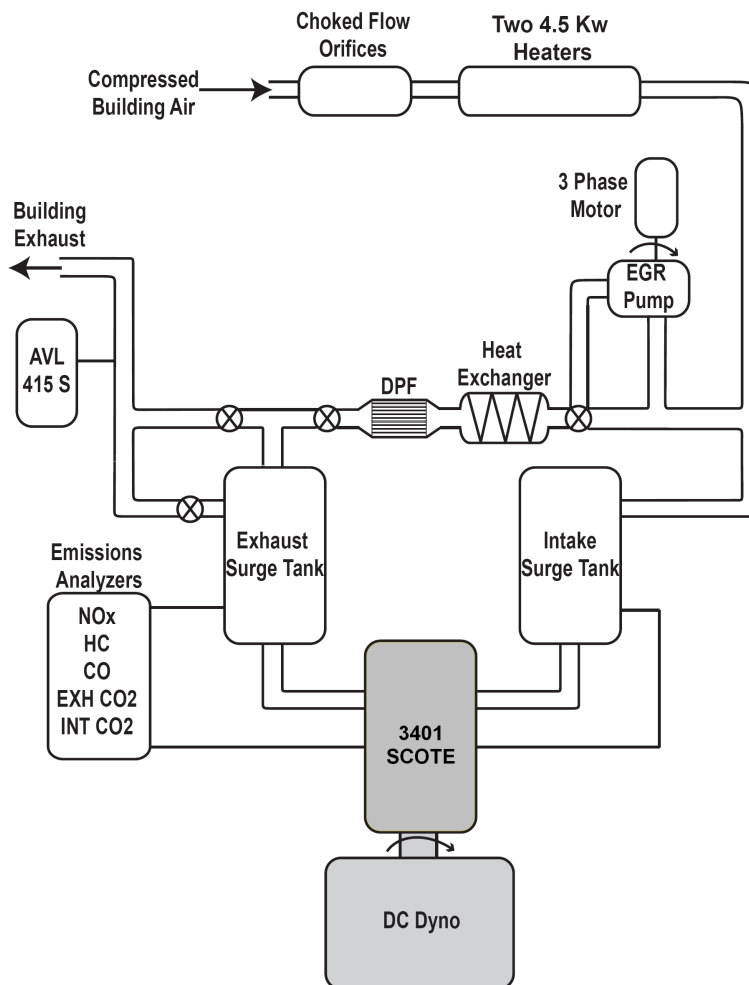 Choked Flow
Orifices
Two 4.5 Kw
Heaters
Compressed
Building Air
3 Phase
Motor
Building
Exhaust
EGR
Pump
AVL
415 S
Heat
Exchanger
DPF
Exhaust
Surge Tank
Intake
Surge Tank
Emissions
Analyzers
NOx
HC
CO
EXH CO2
INT CO2
3401
SCOTE
DC Dyno